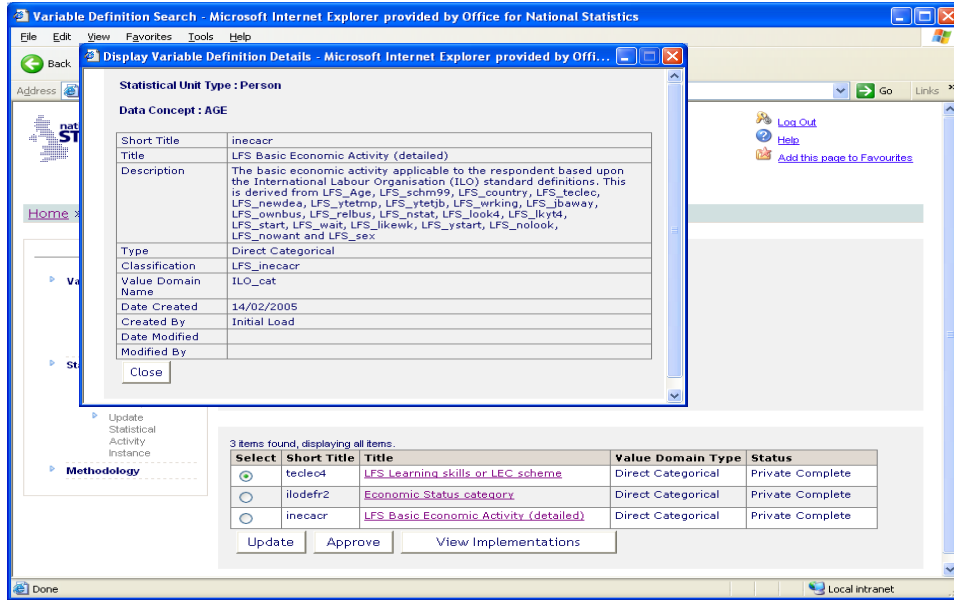 Variable Definition Search - Microsoft Internet Explorer provided by Office for National Statistics
File Edit View Favorites Tools Help
Back
Display Variable Definition Details - Microsoft Internet Explorer provided by Offi...
Address
Go Links
Statistical Unit Type : Person
Data Concept : AGE
Short Title inecacr
Title LFS Basic Economic Activity (detailed)
Description The basic economic activity applicable to the respondent based upon
the International Labour Organisation (ILO) standard definitions. This
is derived from LFS_Age, LFS_schm99, LFS_country, LFS_teclec,
LFS_newdea, LFS_ytetmp, LFS_ytetjb, LFS_wrking, LFS_jbaway,
LFS_ownbus, LFS_relbus, LFS_nstat, LFS_look4, LFS_lkyt4,
LFS_start, LFS_wait, LFS_likewk, LFS_ystart, LFS_nolook,
LFS_nowant and LFS_sex
Type Direct Categorical
Classification LFS_inecacr
Value Domain
Name
ILO_cat
Date Created 14/02/2005
Created By Initial Load
Date Modified
Modified By
Close
nat
ST
Log Out
Help
Add this page to Favourites
Home »
Va
St
Update
Statistical
Activity
Instance
Methodology
3 items found, displaying all items.
Select Short Title Title Value Domain Type Status
teclec4 LFS Learning skills or LEC scheme Direct Categorical Private Complete
ilodefr2 Economic Status category Direct Categorical Private Complete
inecacr LFS Basic Economic Activity (detailed) Direct Categorical Private Complete
Update Approve View Implementations
Done Local intranet